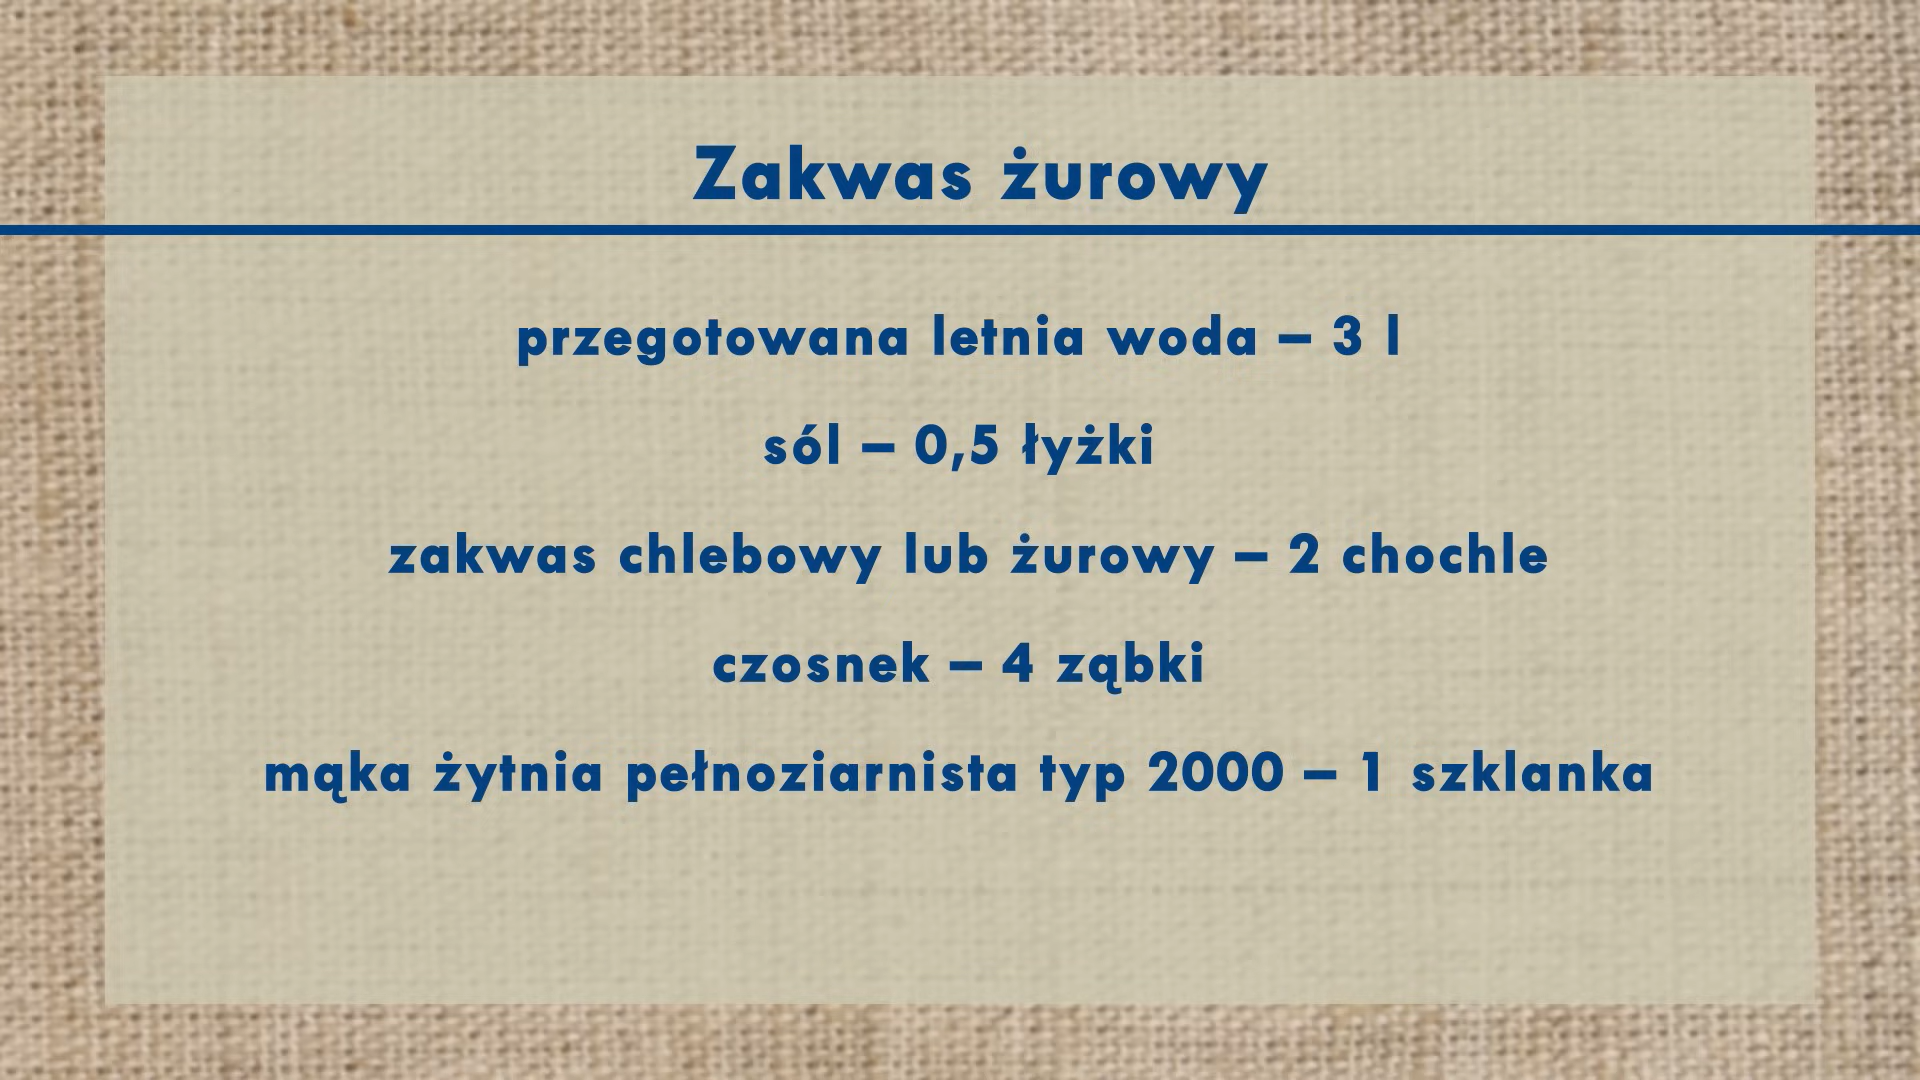 Zakwas żurowy
przegotowana letnia woda – 3 l
sól – 0,5 łyżki
zakwas chlebowy lub żurowy – 2 chochle
czosnek – 4 ząbki
mąka żytnia pełnoziarnista typ 2000 – 1 szklanka